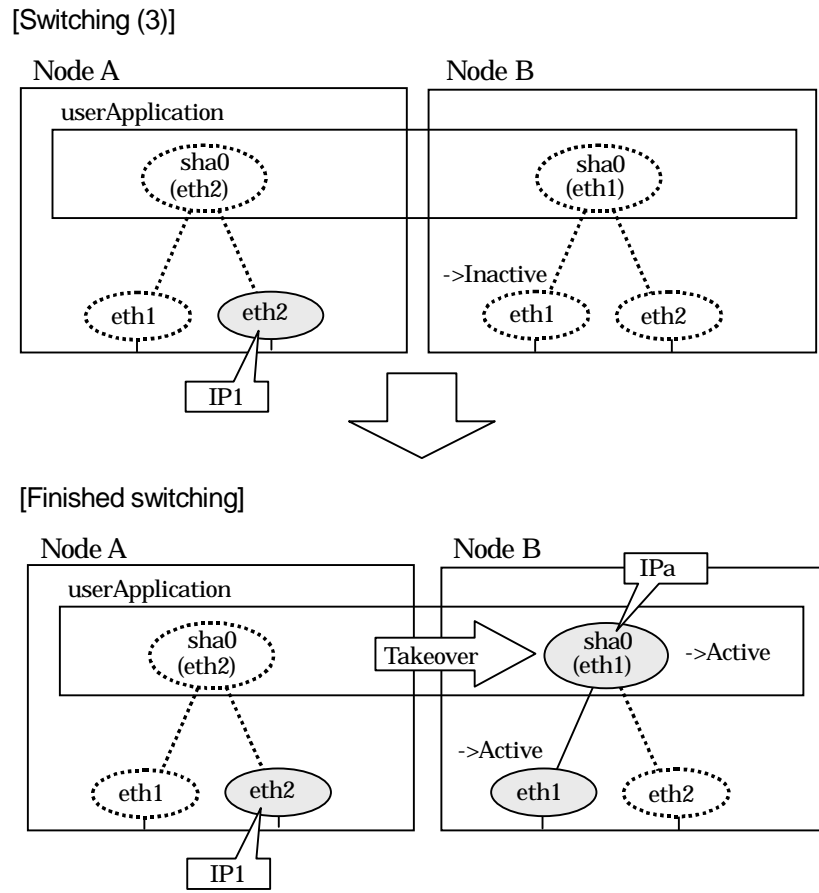 [Switching (3)]
Node A
Node B
userApplication
sha0
(eth2)
sha0
(eth1)
->Inactive
eth1
eth2
eth1
eth2
IP1
[Finished switching]
Node A
Node B
IPa
userApplication
sha0
(eth2)
Takeover
sha0
(eth1)
->Active
->Active
eth1
eth2
eth1
eth2
IP1